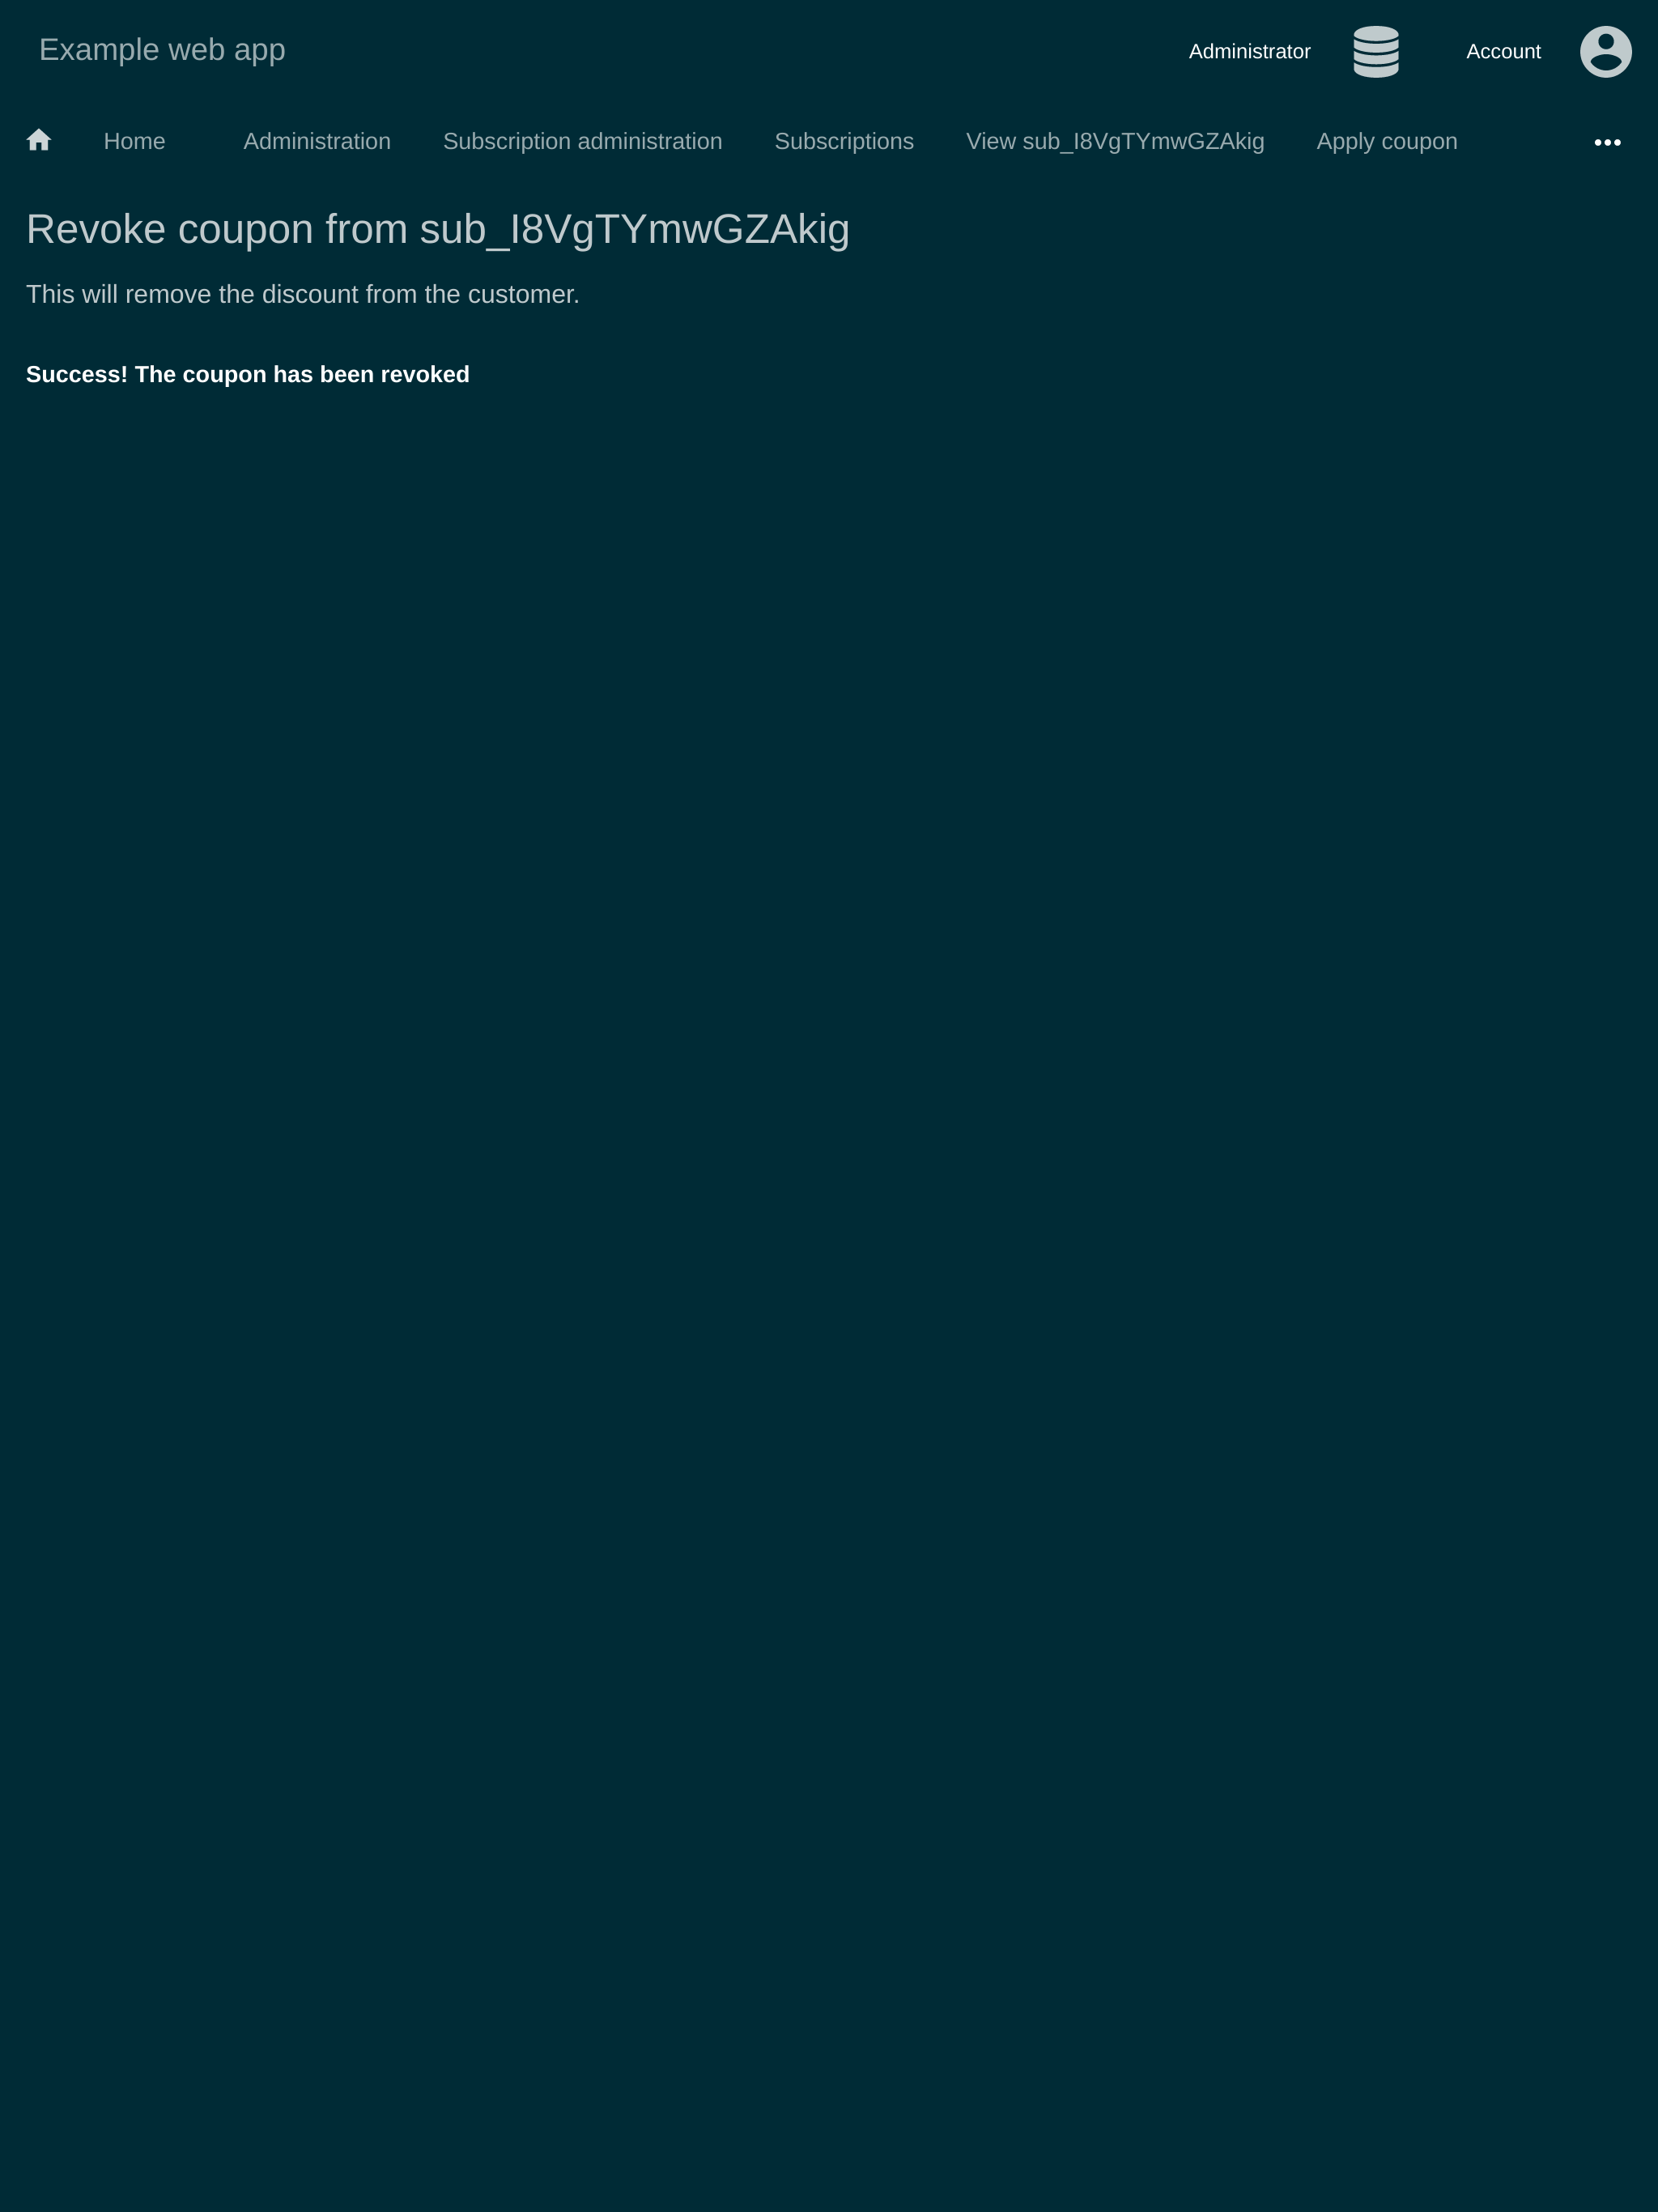 Example web app
Administrator Account
Home Administration Subscription administration Subscriptions View sub_I8VgTYmwGZAkig Apply coupon
Revoke coupon from sub_I8VgTYmwGZAkig
This will remove the discount from the customer.
Success! The coupon has been revoked